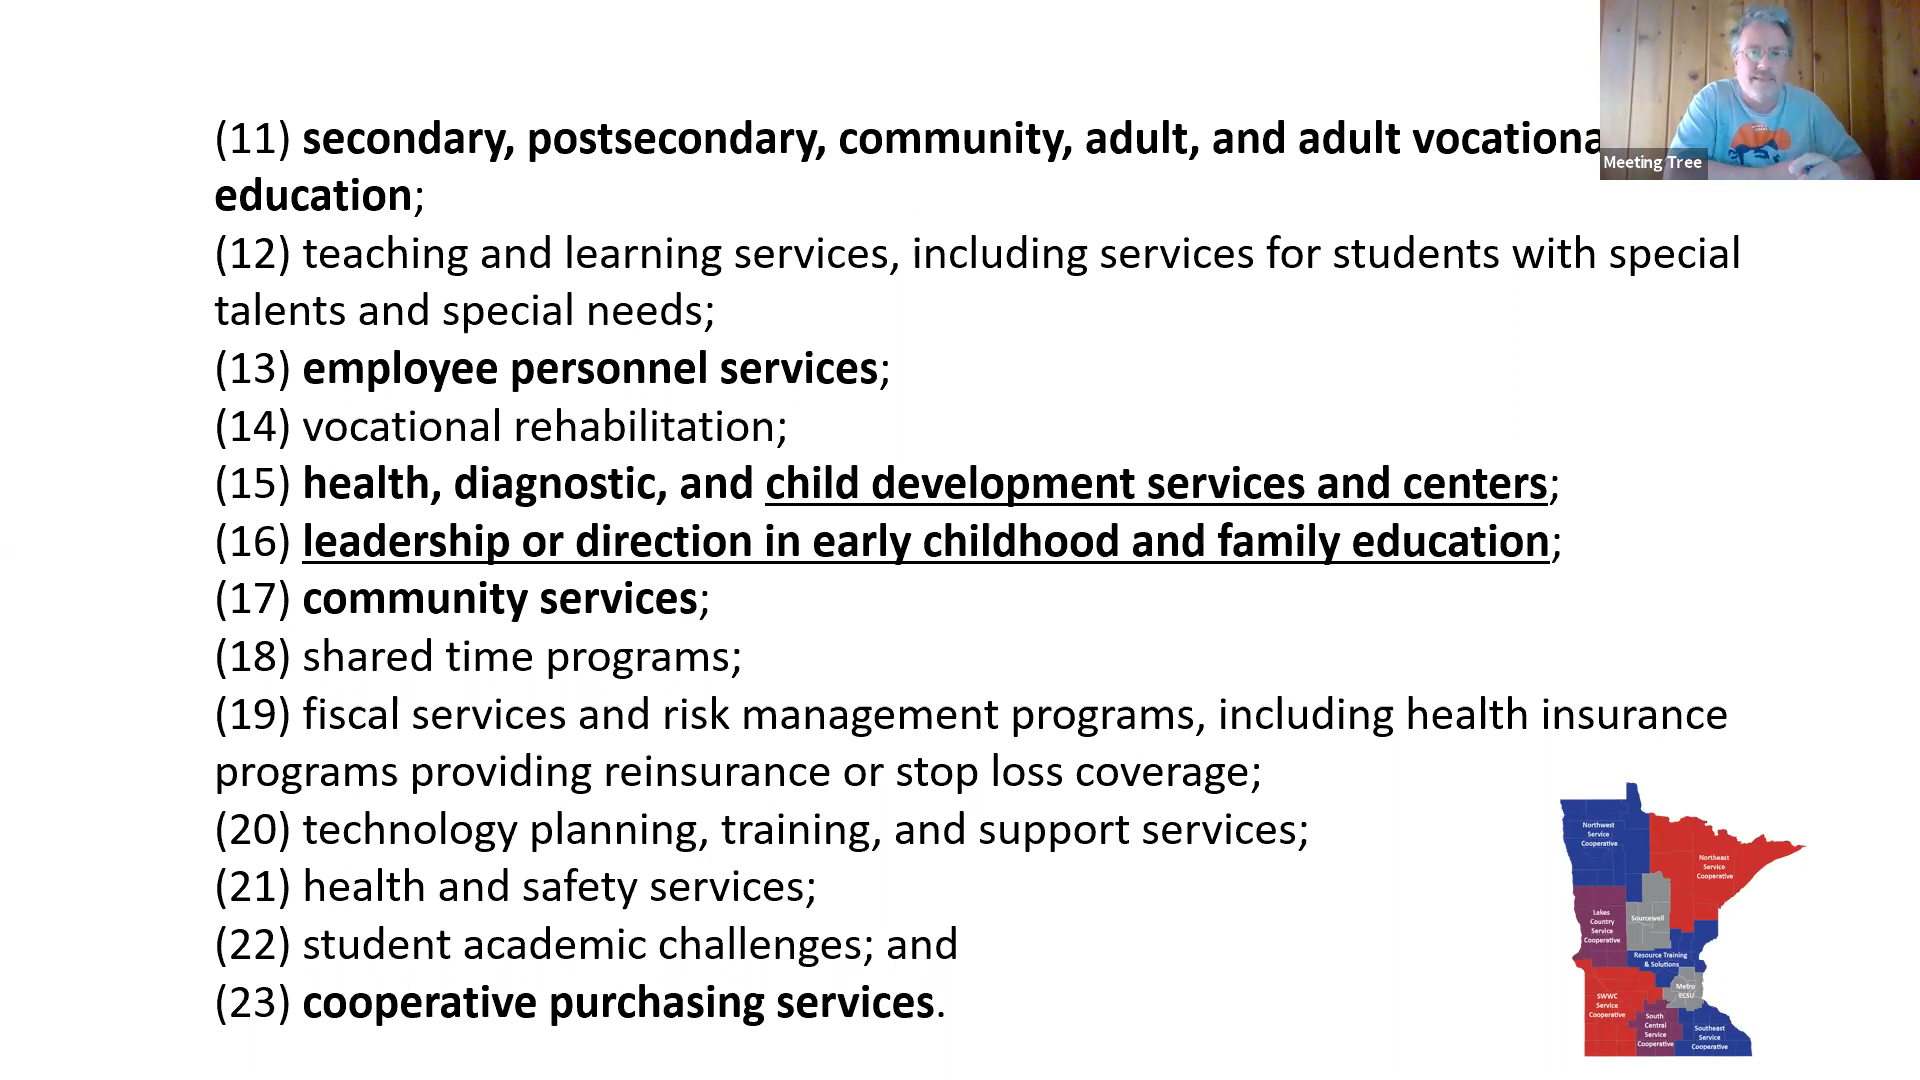 (11) secondary, postsecondary, community, adult, and adult vocationa
education;
(12) teaching and learning services, including services for students with special
talents and special needs;
(13) employee personnel services;
(14) vocational rehabilitation;
(15) health, diagnostic, and child development services and centers;
(16) leadership or direction in early childhood and family education;
(17) community services;
(18) shared time programs;
(19) fiscal services and risk management programs, including health insurance
programs providing reinsurance or stop loss coverage;
(20) technology planning, training, and support services;
(21) health and safety services;
(22) student academic challenges; and
(23) cooperative purchasing services.
Meeting Tree
Northwest
Service
Cooperative
Northeast
Service
Cooperative
Lakes
Country
Service
Cooperative
Sourcewell
Resource Training
& Solutions
Metro
ECSU
SWWC
Service
Cooperative
South
Central
Service
Cooperative
Southeast
Service
Cooperative